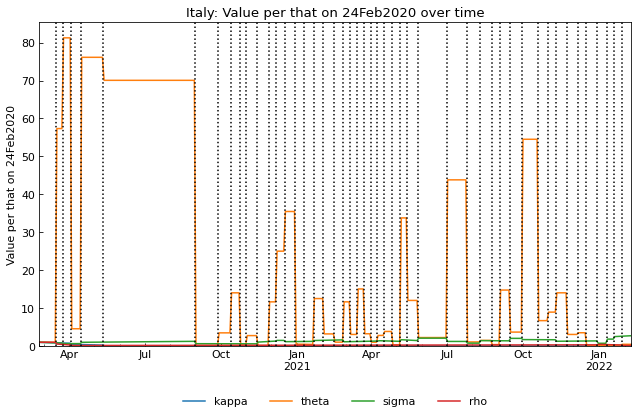 Italy: Value per that on 24Feb2020 over time
Value per that on 24Feb2020
80
70
60
50
40
30
20
10
0
Apr Jul Oct Jan Apr Jul Oct Jan
2021 2022
kappa theta sigma rho